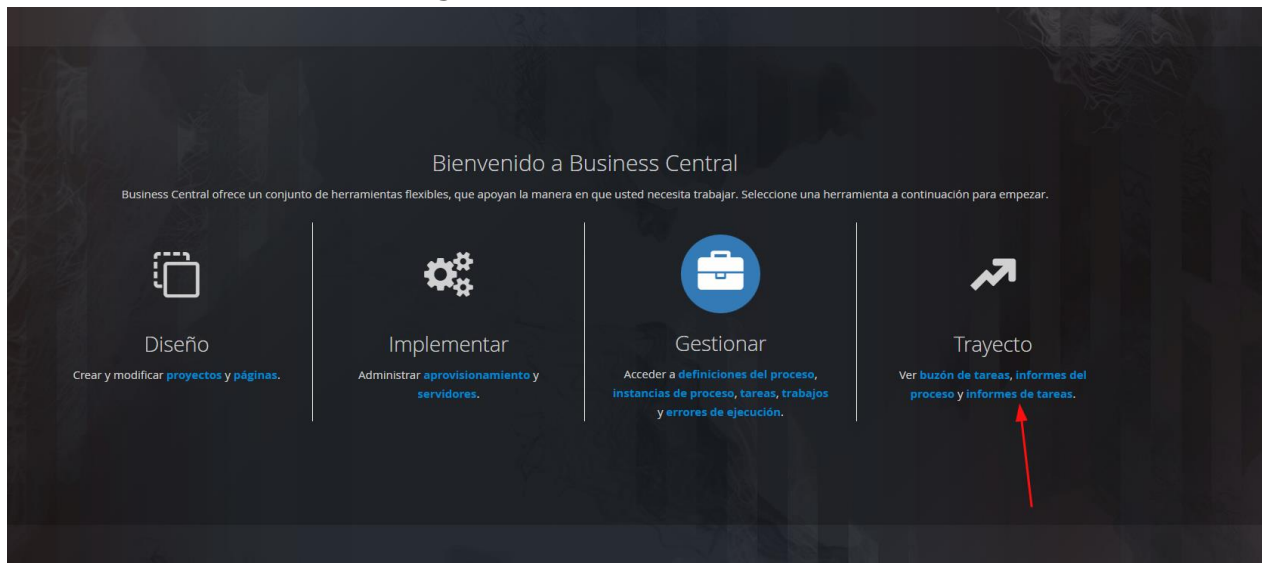 Bienvenido a Business Central
Business Central ofrece un conjunto de herramientas flexibles, que apoyan la manera en que usted necesita trabajar. Seleccione una herramienta a continuación para empezar.
Diseño
Crear y modificar proyectos y páginas.
Implementar
Administrar aprovisionamiento y
servidores.
Gestionar
Acceder a definiciones del proceso,
instancias de proceso, tareas, trabajos
y errores de ejecución.
Trayecto
Ver buzón de tareas, informes del
proceso y informes de tareas.